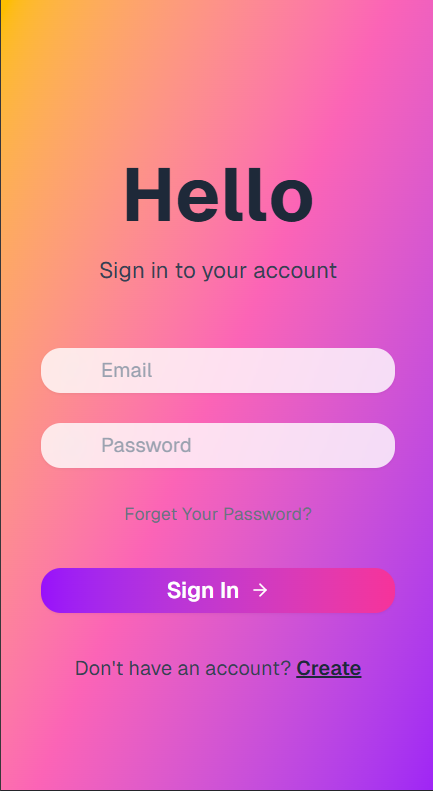 Hello
Sign in to your account
Email
Password
Forget Your Password?
Sign In →
Don't have an account? Create